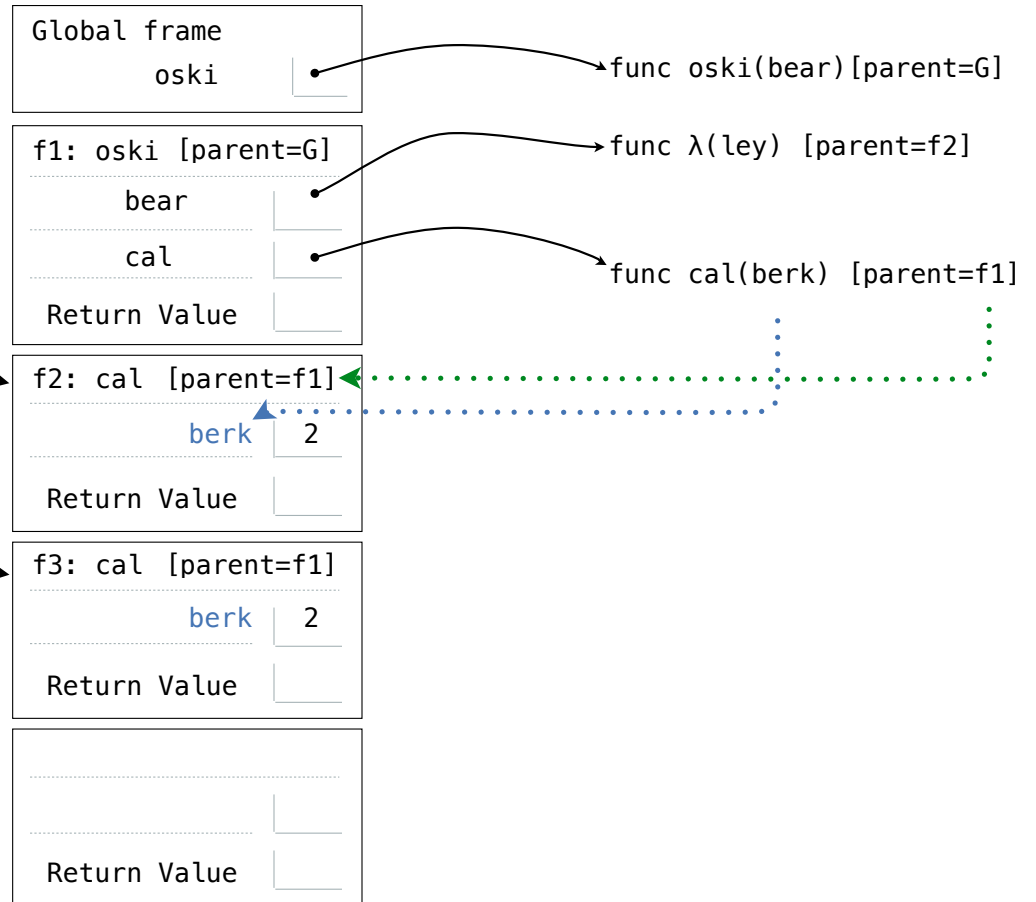 Global frame
oski
func oski(bear)[parent=G]
f1: oski [parent=G]
func λ(ley) [parent=f2]
bear
cal
func cal(berk) [parent=f1]
Return Value
f2: cal [parent=f1]
berk 2
Return Value
f3: cal [parent=f1]
berk 2
Return Value
Return Value